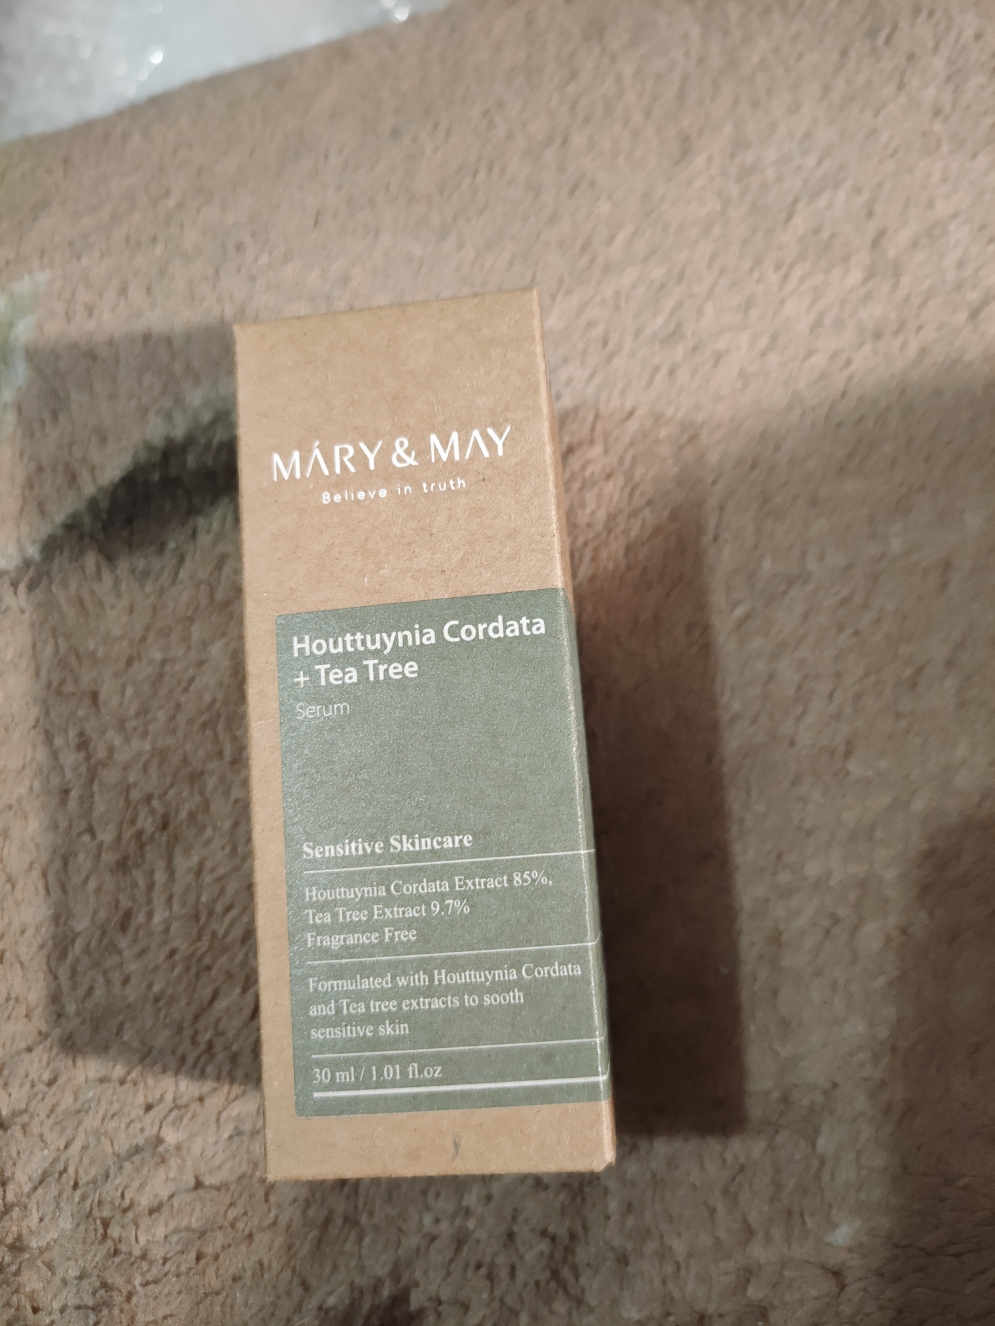 MÁRY & MAY
Believe in truth
Houttuynia Cordata
+ Tea Tree
Serum
Sensitive Skincare
Houttuynia Cordata Extract 85%,
Tea Tree Extract 9.7%
Fragrance Free
Formulated with Houttuynia Cordata
and Tea tree extracts to sooth
sensitive skin
30 ml / 1.01 fl.oz